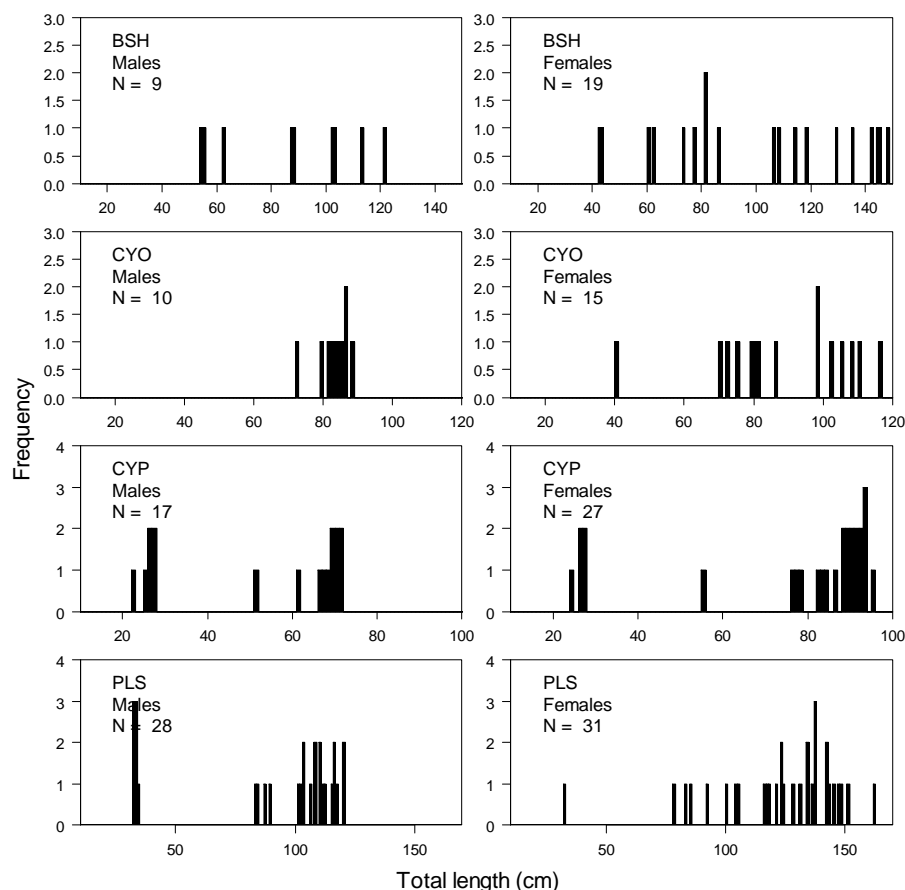 Frequency
3.0
2.5
2.0
1.5
1.0
0.5
0.0
BSH
Males
N = 9
20 40 60 80 100 120 140
3.0
2.5
2.0
1.5
1.0
0.5
0.0
BSH
Females
N = 19
20 40 60 80 100 120 140
3.0
2.5
2.0
1.5
1.0
0.5
0.0
CYO
Males
N = 10
20 40 60 80 100 120
3.0
2.5
2.0
1.5
1.0
0.5
0.0
CYO
Females
N = 15
20 40 60 80 100 120
4
3
2
1
0
CYP
Males
N = 17
20 40 60 80 100
4
3
2
1
0
CYP
Females
N = 27
20 40 60 80 100
4
3
2
1
0
PLS
Males
N = 28
50 100 150
4
3
2
1
0
PLS
Females
N = 31
50 100 150
Total length (cm)